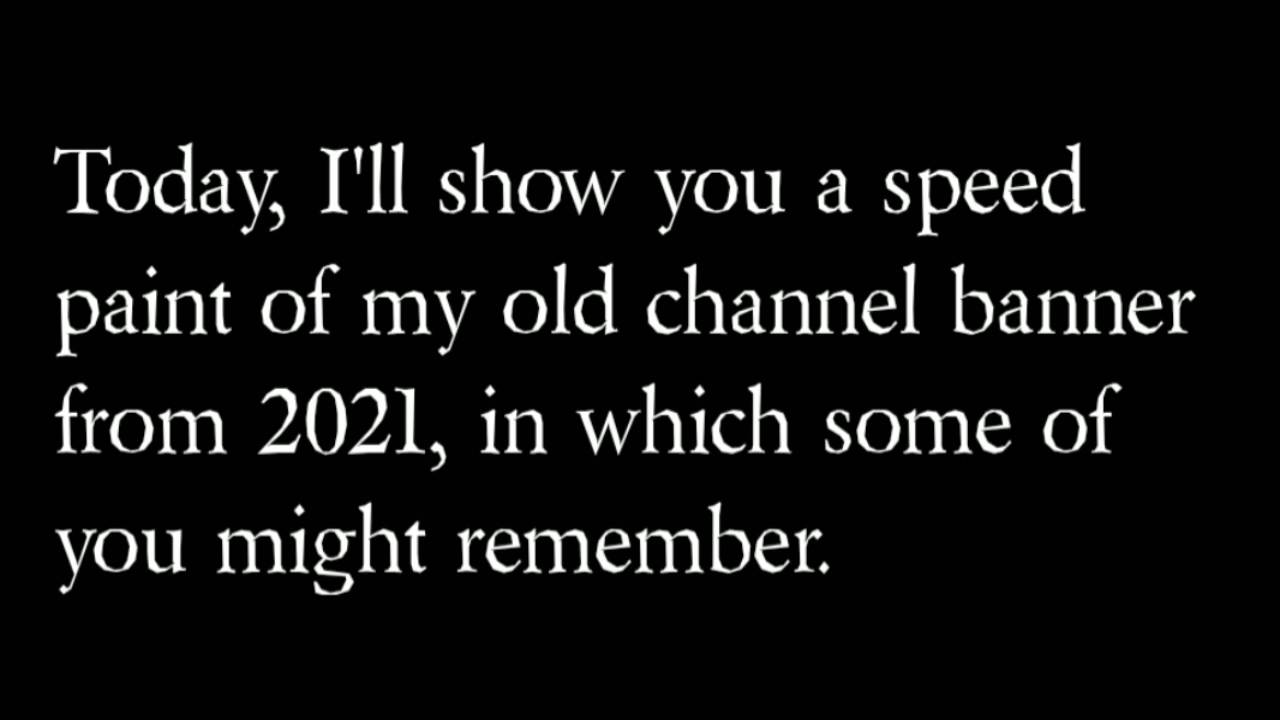 Today, I'll show you a speed
paint of my old channel banner
from 2021, in which some of
you might remember.